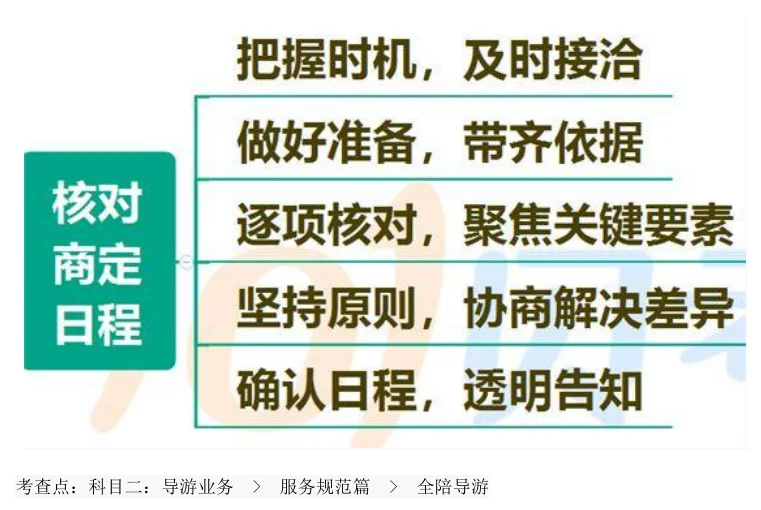 把握时机，及时接洽
做好准备，带齐依据
核对
商定
日程
逐项核对，聚焦关键要素
坚持原则，协商解决差异
确认日程，透明告知
考查点：科目二：导游业务 > 服务规范篇 > 全陪导游